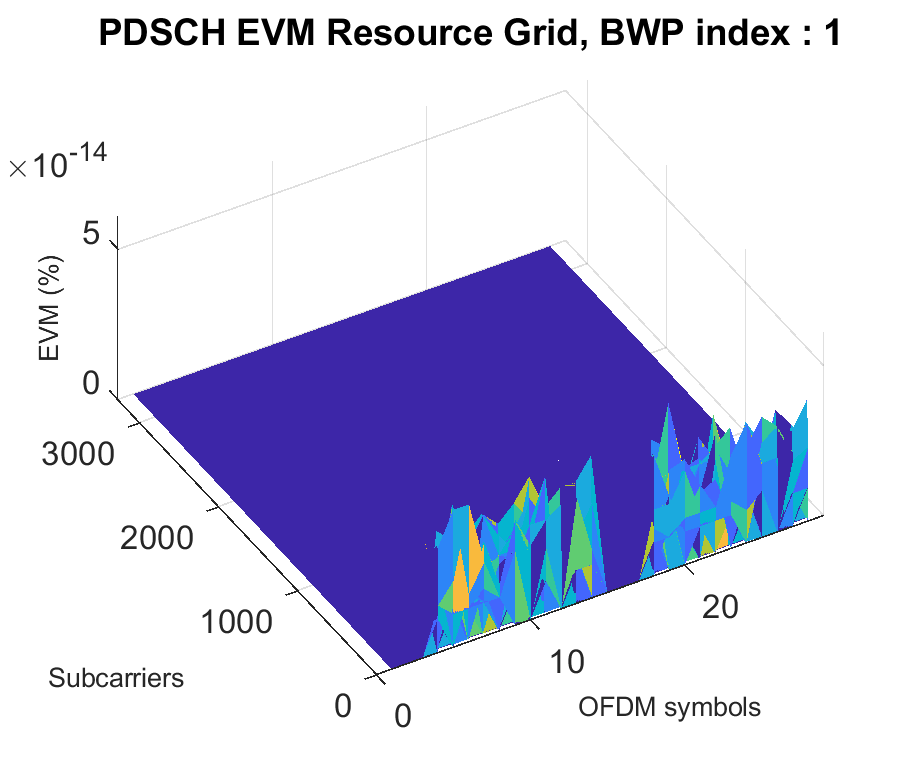 PDSCH EVM Resource Grid, BWP index : 1
×10-14
5
0
EVM (%)
3000
2000
1000
0
Subcarriers
0
10
20
OFDM symbols